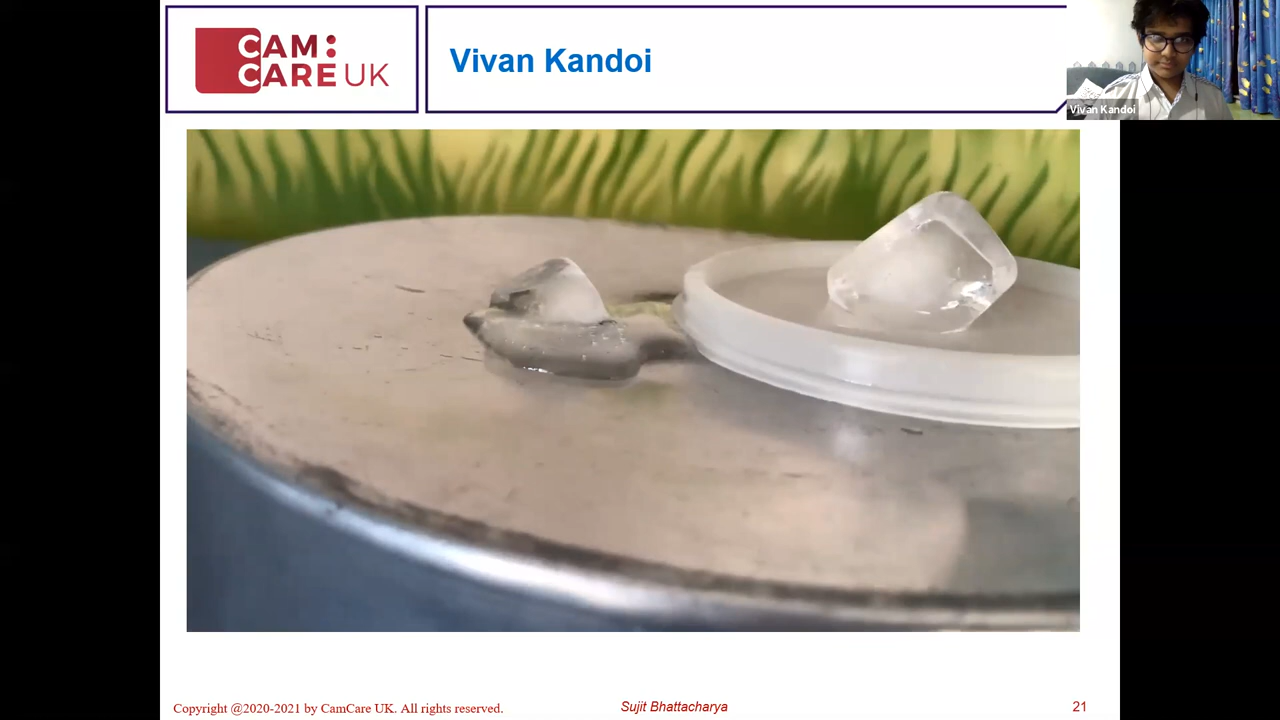 CAM:
CARE UK
Vivan Kandoi
Vivan Kandoi
Copyright @2020-2021 by CamCare UK. All rights reserved.
Sujit Bhattacharya
21